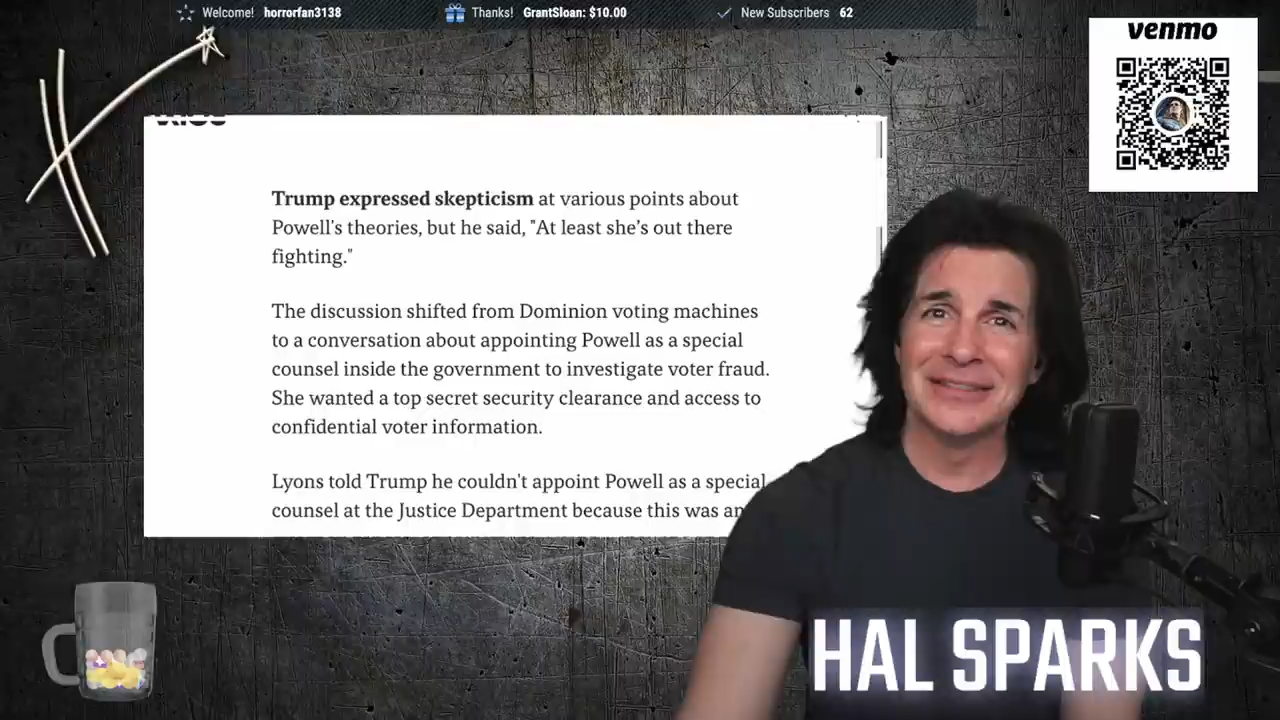 Welcome! horrorfan3138
Thanks! GrantSloan: $10.00
New Subscribers 62
venmo
Trump expressed skepticism at various points about
Powell's theories, but he said, "At least she's out there
fighting."
The discussion shifted from Dominion voting machines
to a conversation about appointing Powell as a special
counsel inside the government to investigate voter fraud.
She wanted a top secret security clearance and access to
confidential voter information.
Lyons told Trump he couldn't appoint Powell as a special
counsel at the Justice Department because this was an
HAL SPARKS